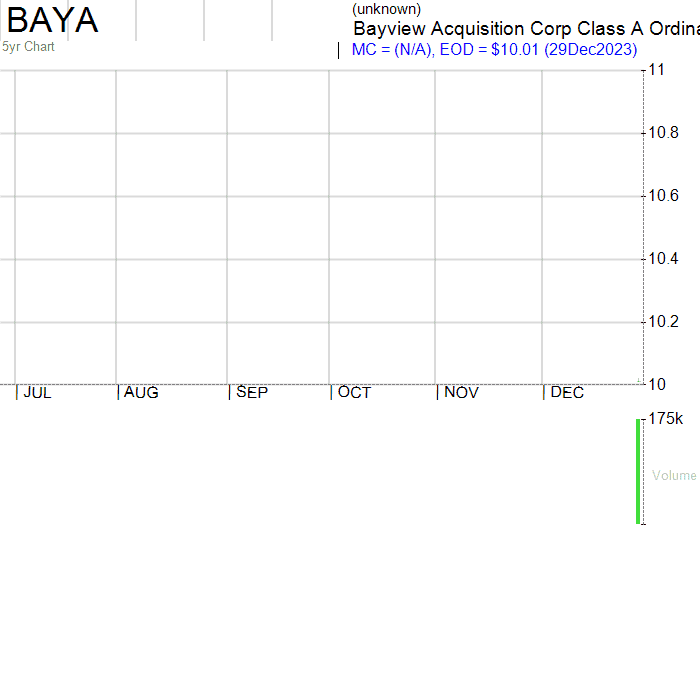 BAYA
5yr Chart
(unknown)
Bayview Acquisition Corp Class A Ordina
MC = (N/A), EOD = $10.01 (29Dec2023)
11
10.8
10.6
10.4
10.2
10
JUL AUG SEP OCT NOV DEC
175k
Volume